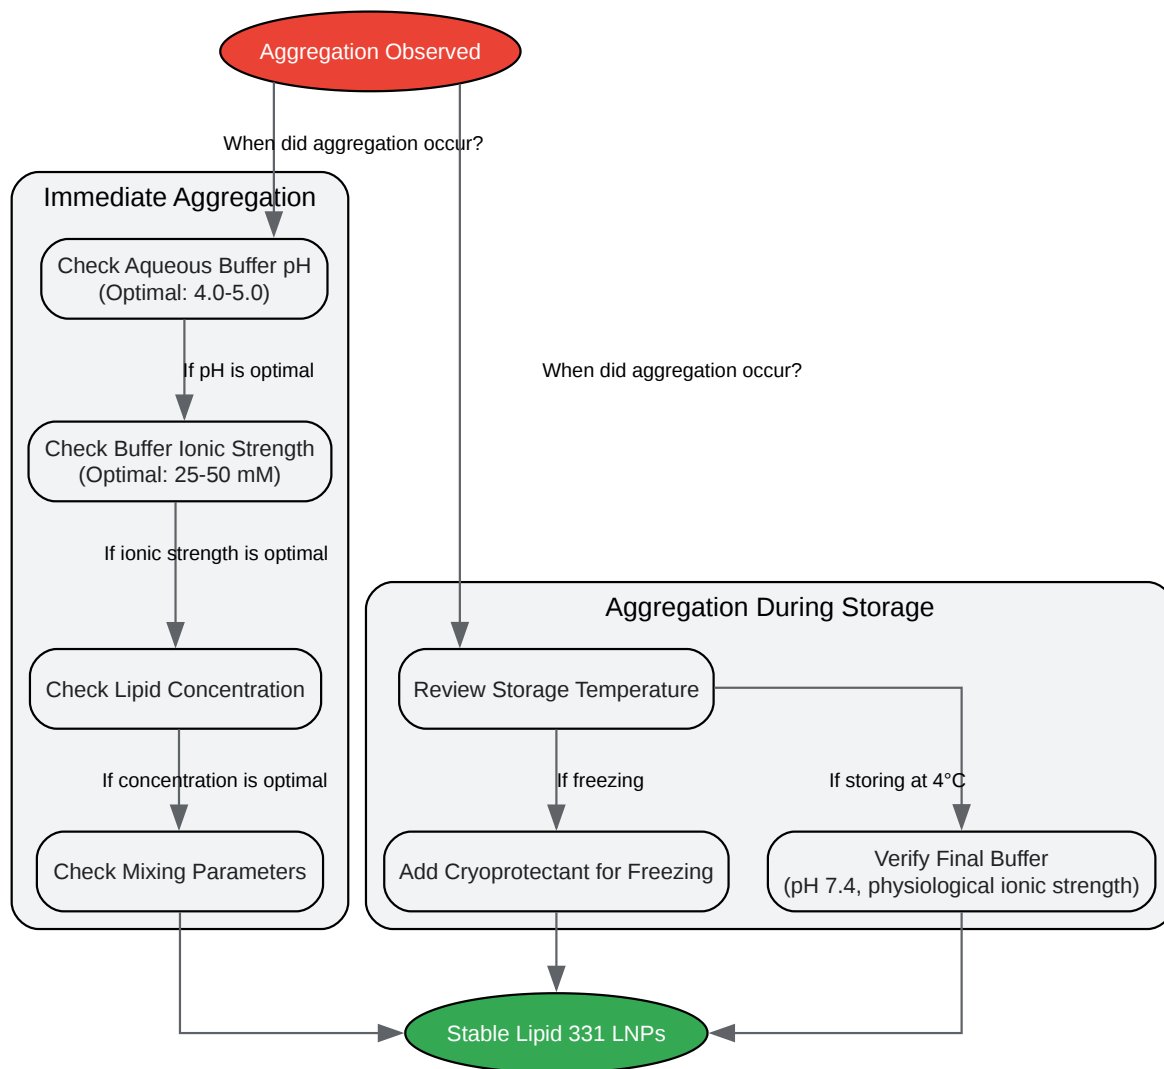 Aggregation Observed
When did aggregation occur?
Immediate Aggregation
Check Aqueous Buffer pH
(Optimal: 4.0-5.0)
If pH is optimal
When did aggregation occur?
Check Buffer Ionic Strength
(Optimal: 25-50 mM)
If ionic strength is optimal
Aggregation During Storage
Check Lipid Concentration
Review Storage Temperature
If concentration is optimal
If freezing
If storing at 4°C
Check Mixing Parameters
Add Cryoprotectant for Freezing
Verify Final Buffer
(pH 7.4, physiological ionic strength)
Stable Lipid 331 LNPs